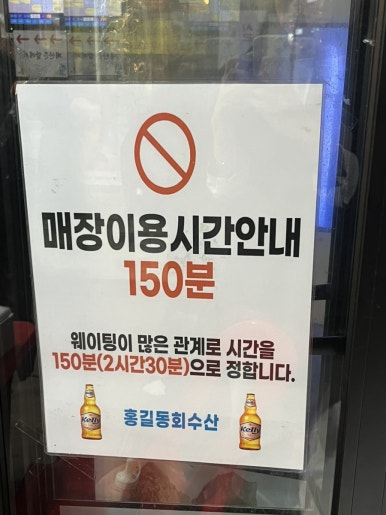 매장이용시간안내
150분
웨이팅이 많은 관계로 시간을
150분(2시간30분)으로 정합니다.
홍길동회수산
Kelly
Kelly